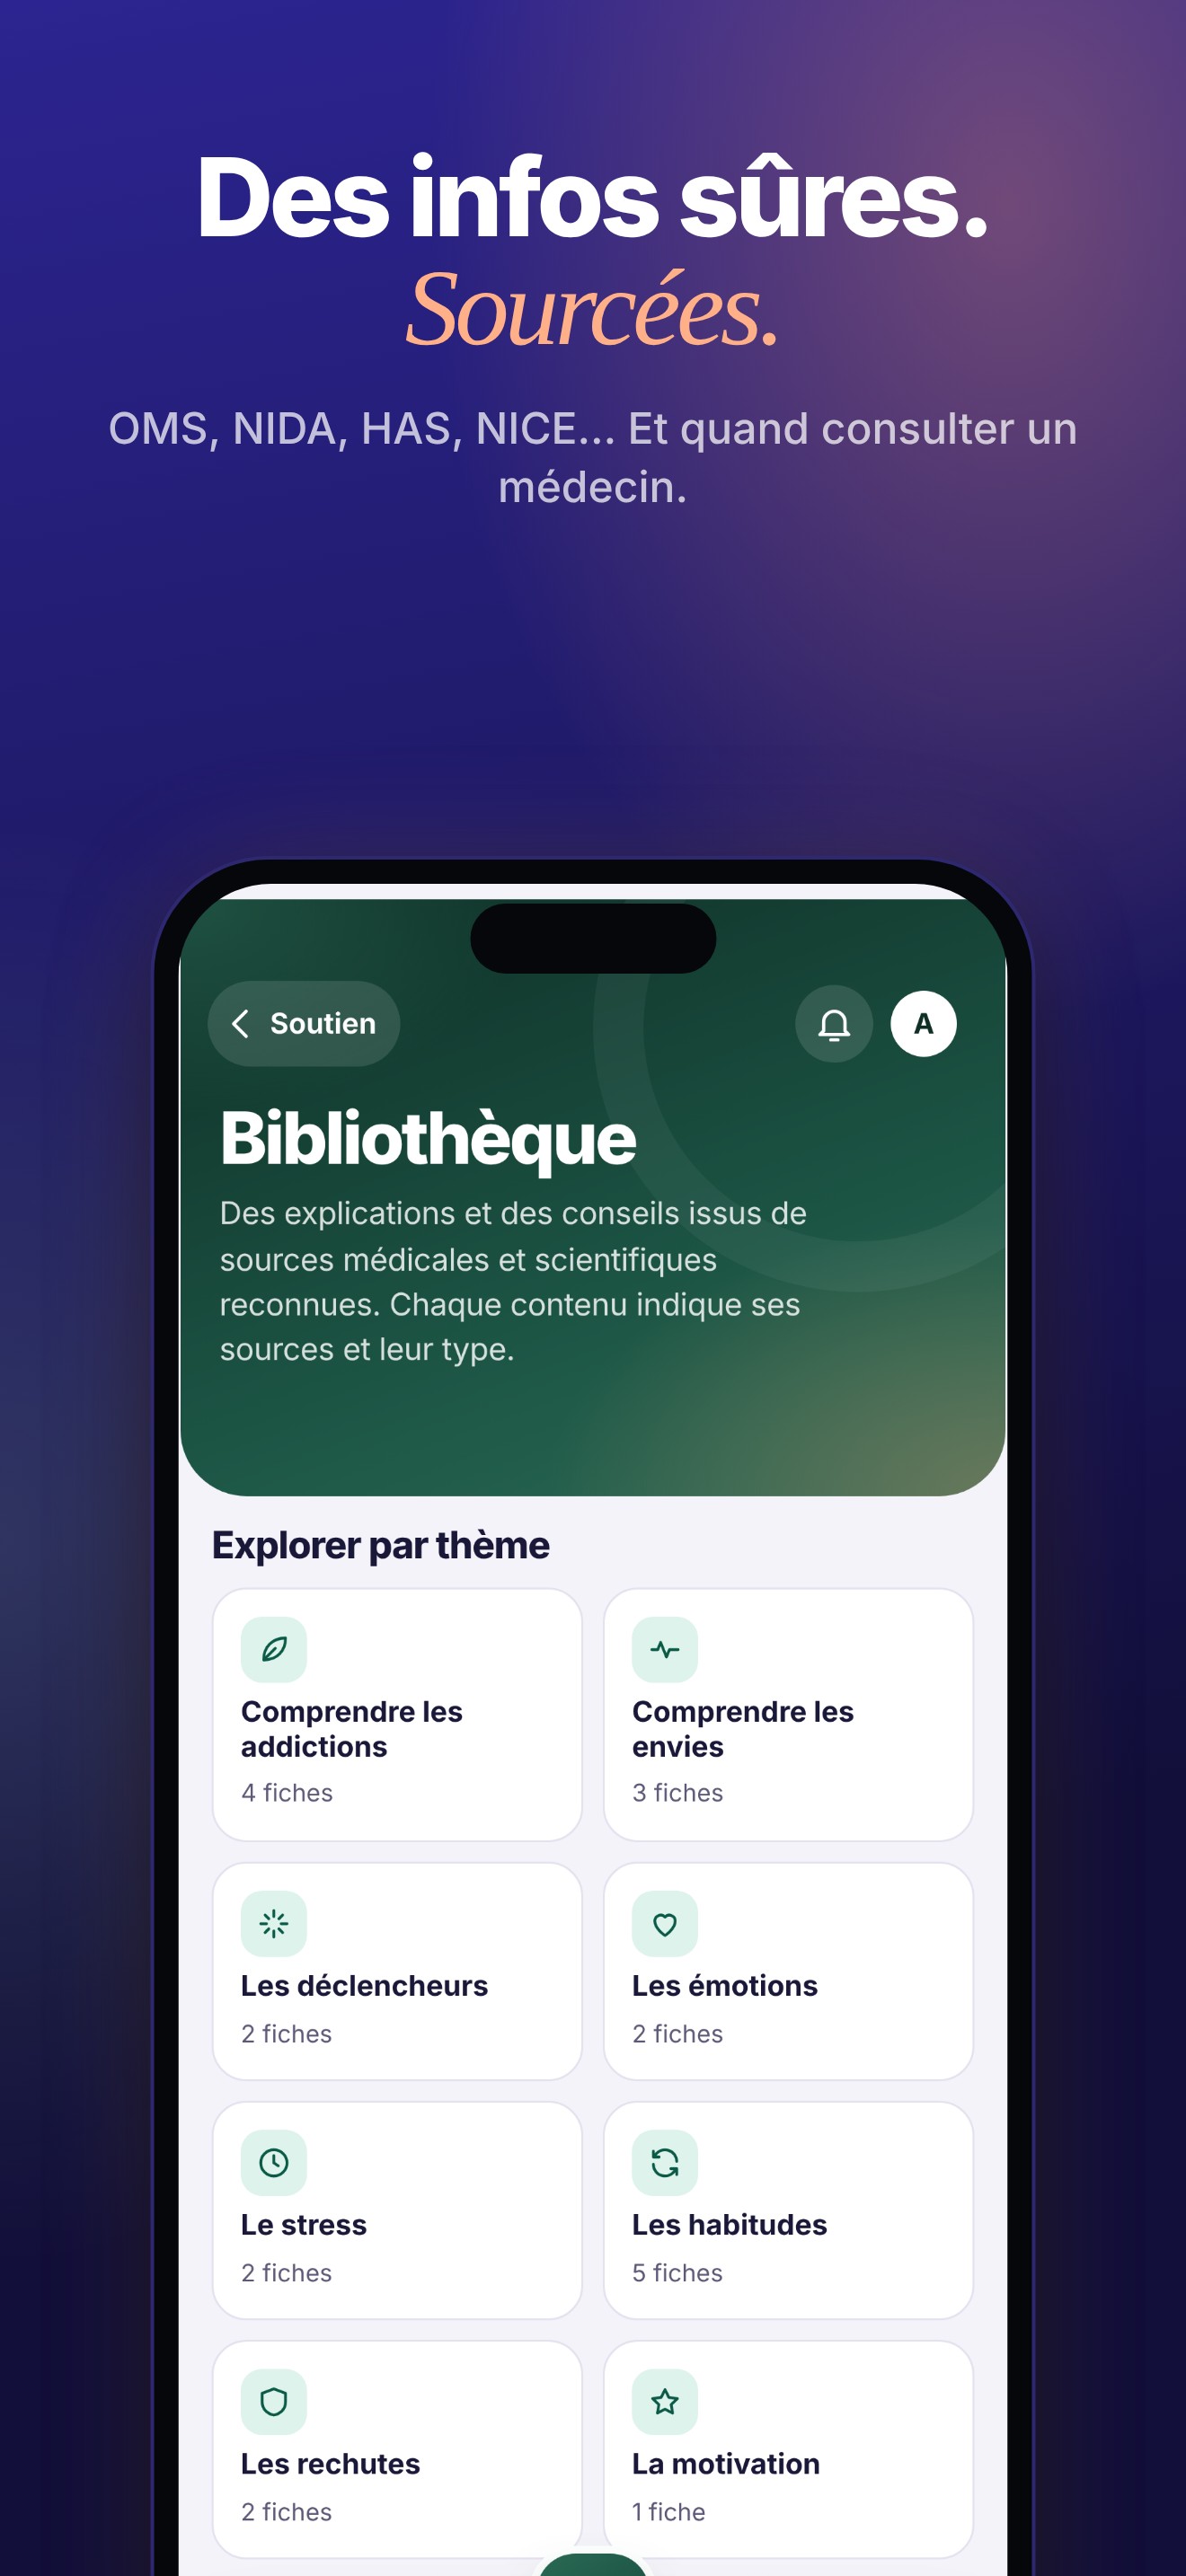 Des infos sûres.
Sourcées.
OMS, NIDA, HAS, NICE... Et quand consulter un
médecin.
Soutien
A
Bibliothèque
Des explications et des conseils issus de
sources médicales et scientifiques
reconnues. Chaque contenu indique ses
sources et leur type.
Explorer par thème
Comprendre les
addictions
4 fiches
Comprendre les
envies
3 fiches
Les déclencheurs
2 fiches
Les émotions
2 fiches
Le stress
2 fiches
Les habitudes
5 fiches
Les rechutes
2 fiches
La motivation
1 fiche